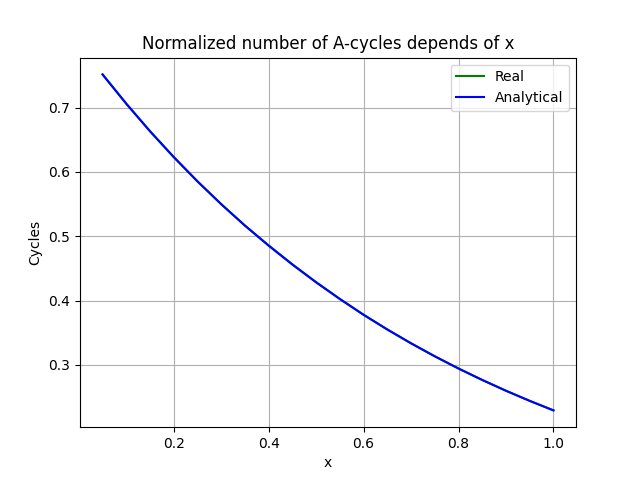 Normalized number of A-cycles depends of x
Real
Analytical
0.7
0.6
0.5
0.4
0.3
Cycles
0.2
0.4
0.6
0.8
1.0
x